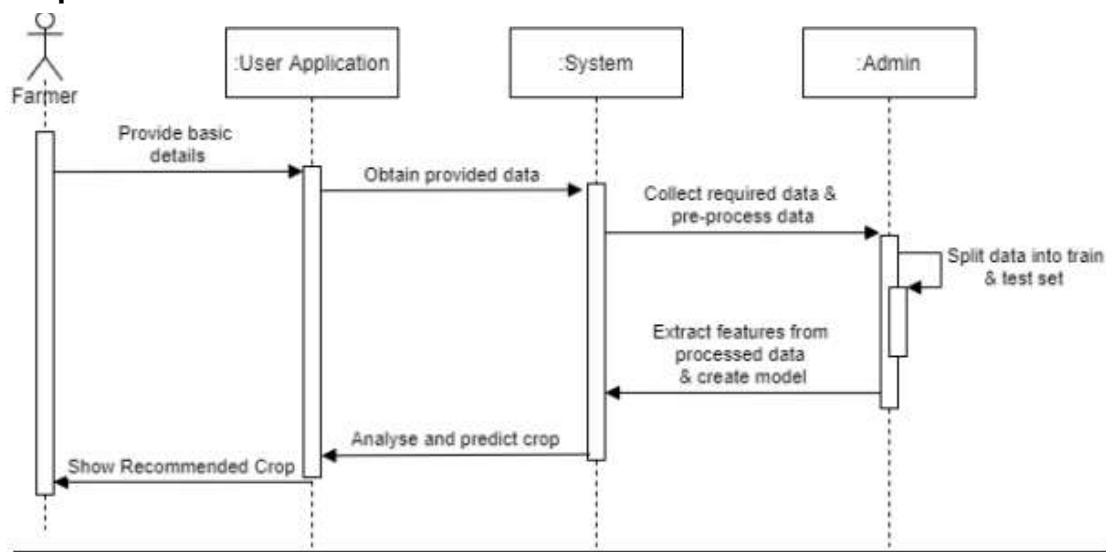 :User Application
:System
:Admin
Farmer
Provide basic
details
Obtain provided data
Collect required data &
pre-process data
Split data into train
& test set
Extract features from
processed data
& create model
Analyse and predict crop
Show Recommended Crop